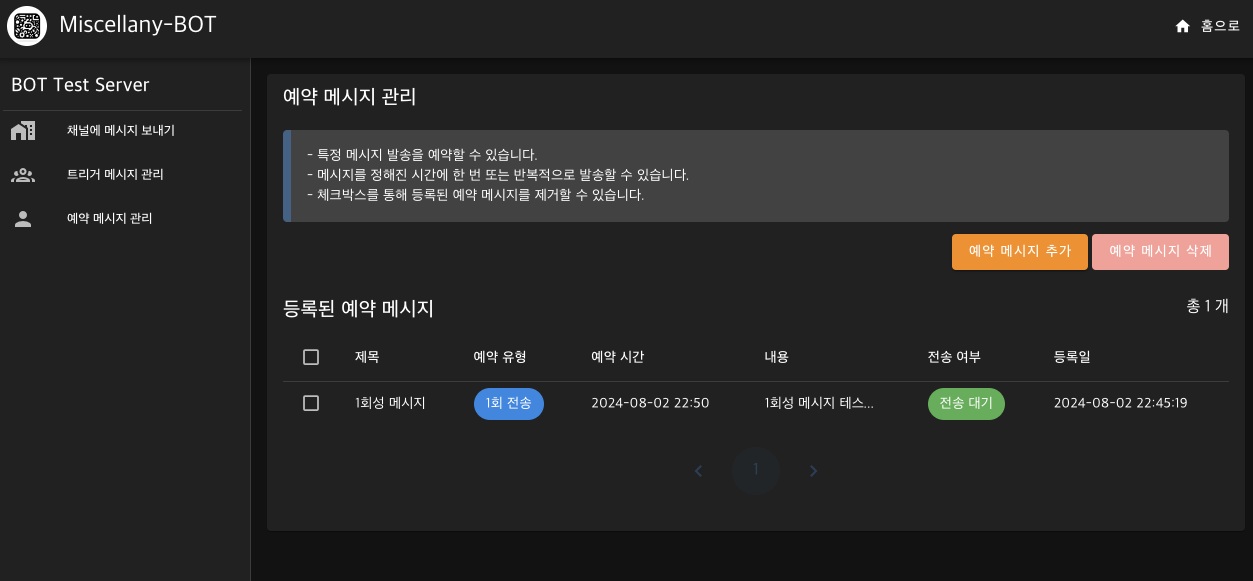 Miscellany-BOT
홈으로
BOT Test Server
채널에 메시지 보내기
트리거 메시지 관리
예약 메시지 관리
예약 메시지 관리
- 특정 메시지 발송을 예약할 수 있습니다.
- 메시지를 정해진 시간에 한 번 또는 반복적으로 발송할 수 있습니다.
- 체크박스를 통해 등록된 예약 메시지를 제거할 수 있습니다.
예약 메시지 추가 예약 메시지 삭제
등록된 예약 메시지 총 1 개
제목 예약 유형 예약 시간 내용 전송 여부 등록일
1회성 메시지 1회 전송 2024-08-02 22:50 1회성 메시지 테스... 전송 대기 2024-08-02 22:45:19
1